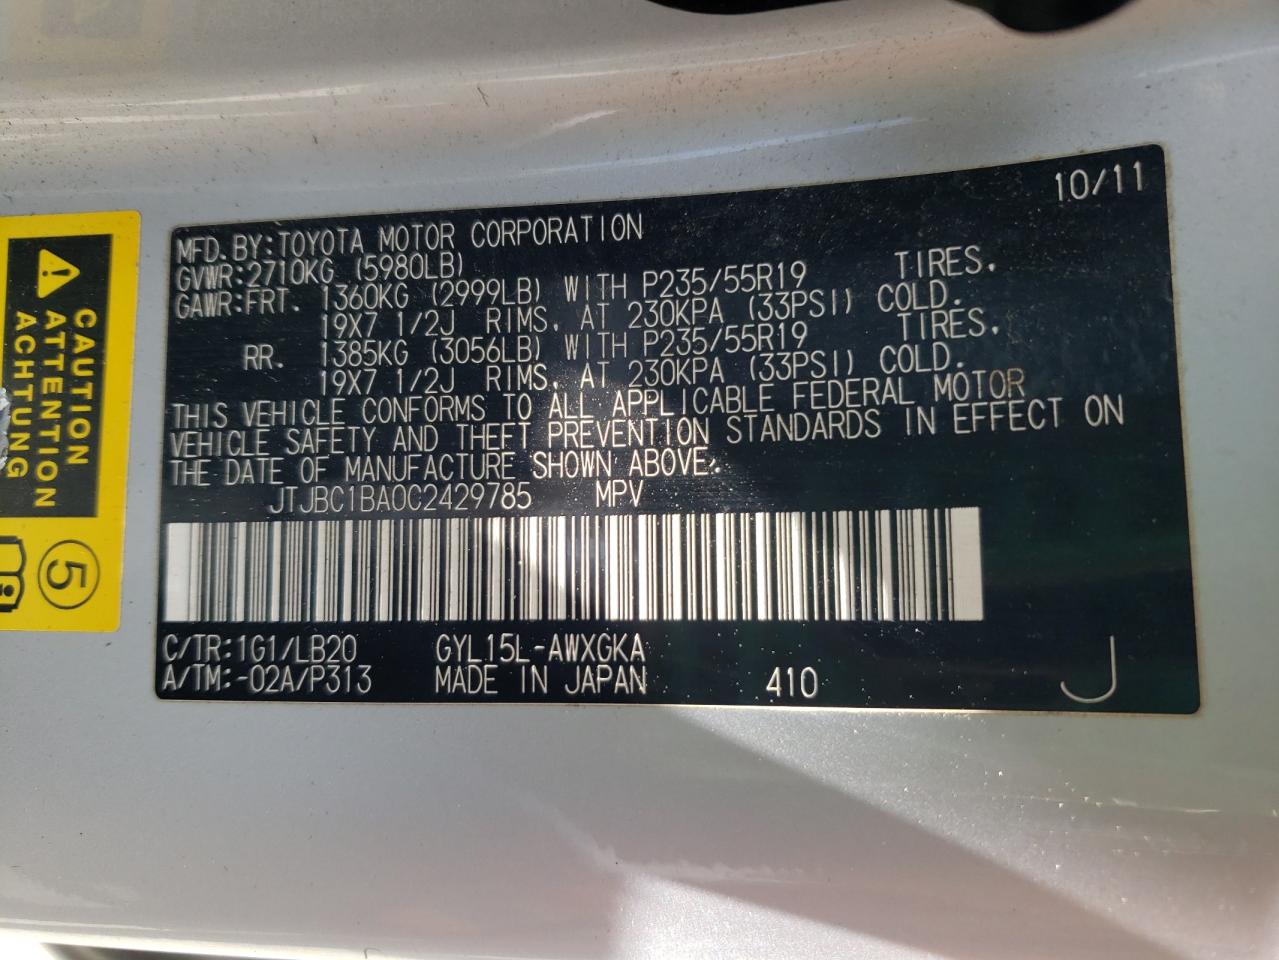 10/11
MFD.BY:TOYOTA MOTOR CORPORATION
GVWR:2710KG (5980LB)
GAWR:FRT. 1360KG (2999LB) WITH P235/55R19 TIRES,
19X7 1/2J RIMS, AT 230KPA (33PSI) COLD.
RR. 1385KG (3056LB) WITH P235/55R19 TIRES,
19X7 1/2J RIMS, AT 230KPA (33PSI) COLD.
THIS VEHICLE CONFORMS TO ALL APPLICABLE FEDERAL MOTOR
VEHICLE SAFETY AND THEFT PREVENTION STANDARDS IN EFFECT ON
THE DATE OF MANUFACTURE SHOWN ABOVE.
JTJBC1BA0C2429785 MPV
C/TR:1G1/LB20 GYL15L-AWXGKA
A/TM:-02A/P313 MADE IN JAPAN 410 J
CAUTION
ATTENTION
ACHTUNG
5